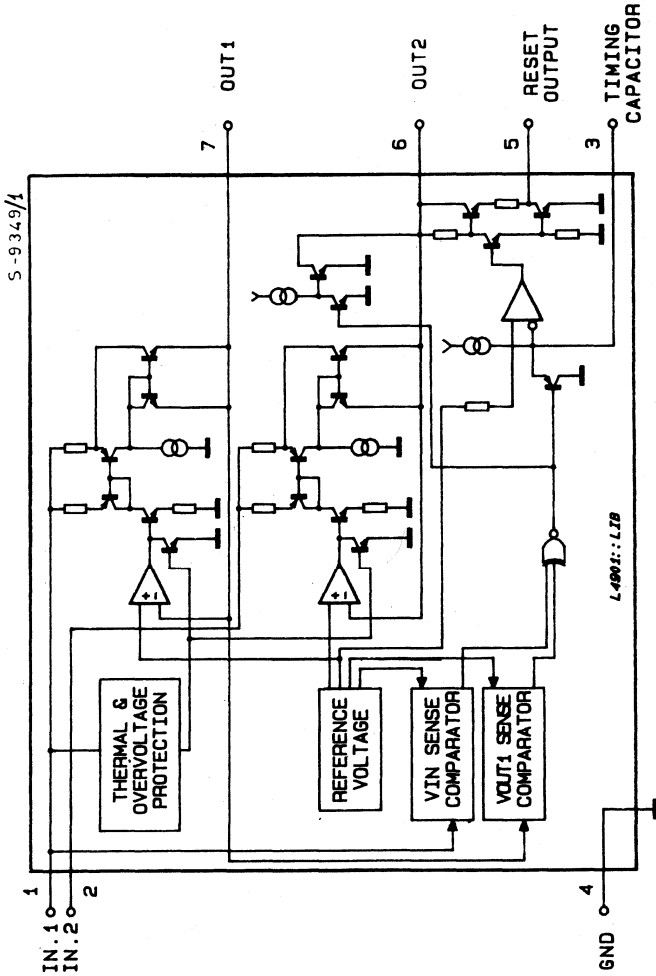 S-9349/1
IN.1
1
IN.2
2
THERMAL &
OVERVOLTAGE
PROTECTION
REFERENCE
VOLTAGE
VIN SENSE
COMPARATOR
VOUT1 SENSE
COMPARATOR
+
-
+
-
7
OUT1
6
OUT2
5
RESET
OUTPUT
3
TIMING
CAPACITOR
4
GND
L4901::LIB